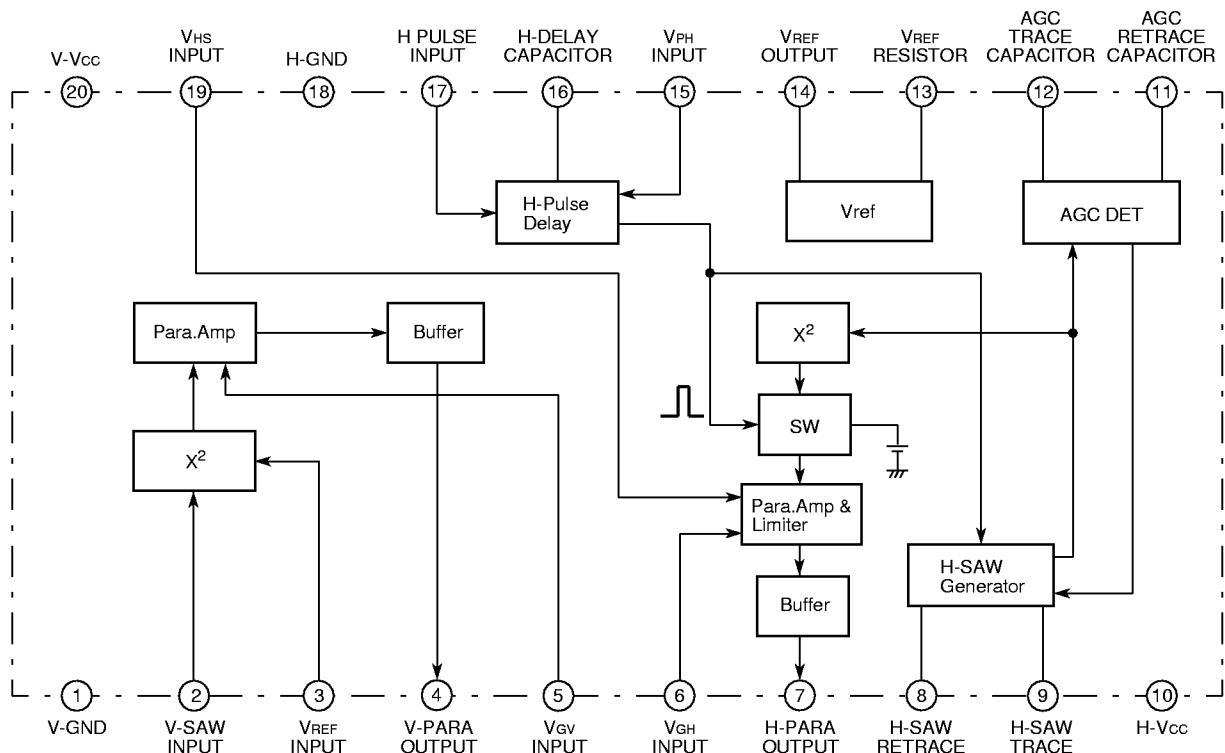 V-VCC
VHS
INPUT
H-GND
H PULSE
INPUT
H-DELAY
CAPACITOR
VPH
INPUT
VREF
OUTPUT
VREF
RESISTOR
AGC
TRACE
CAPACITOR
AGC
RETRACE
CAPACITOR
20
19
18
17
16
15
14
13
12
11
H-Pulse
Delay
Vref
AGC DET
Para.Amp
Buffer
X²
SW
X²
Para.Amp &
Limiter
H-SAW
Generator
Buffer
1
2
3
4
5
6
7
8
9
10
V-GND
V-SAW
INPUT
VREF
INPUT
V-PARA
OUTPUT
VGV
INPUT
VGH
INPUT
H-PARA
OUTPUT
H-SAW
RETRACE
H-SAW
TRACE
H-VCC